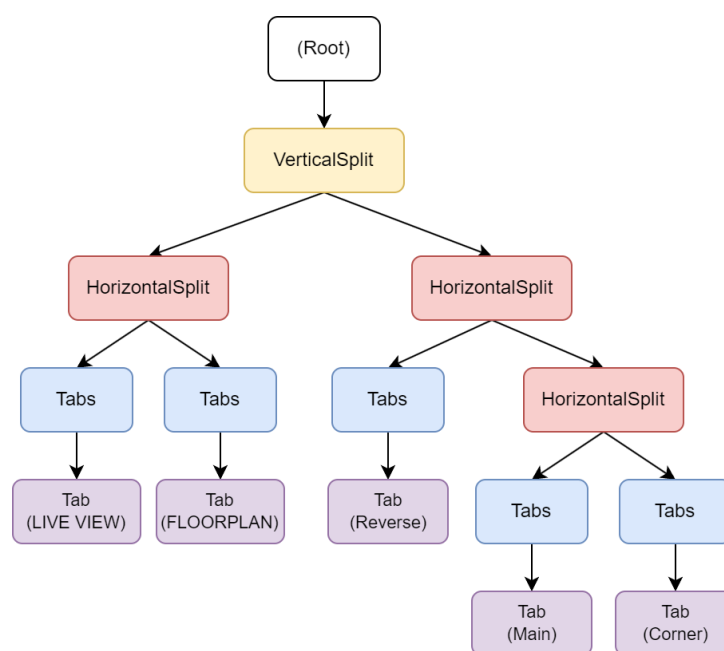 (Root)
VerticalSplit
HorizontalSplit
HorizontalSplit
Tabs
Tabs
Tabs
HorizontalSplit
Tab
(LIVE VIEW)
Tab
(FLOORPLAN)
Tab
(Reverse)
Tabs
Tabs
Tab
(Main)
Tab
(Corner)